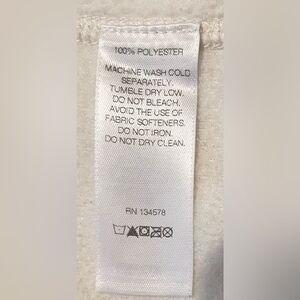 100% POLYESTER
MACHINE WASH COLD
SEPARATELY.
TUMBLE DRY LOW.
DO NOT BLEACH.
AVOID THE USE OF
FABRIC SOFTENERS.
DO NOT IRON.
DO NOT DRY CLEAN.
RN 134578